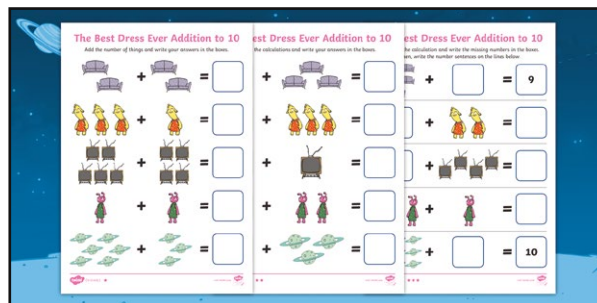 The Best Dress Ever Addition to 10
Add the number of things and write your answers in the boxes.
+ =
+ =
+ =
+ =
+ =
The Best Dress Ever Addition to 10
the calculations and write your answers in the boxes.
+ =
+ =
+ =
+ =
+ =
est Dress Ever Addition to 10
he calculation and write the missing numbers in the boxes.
en, write the number sentences on the lines below.
+ = 9
+ =
+ =
+ =
+ = 10